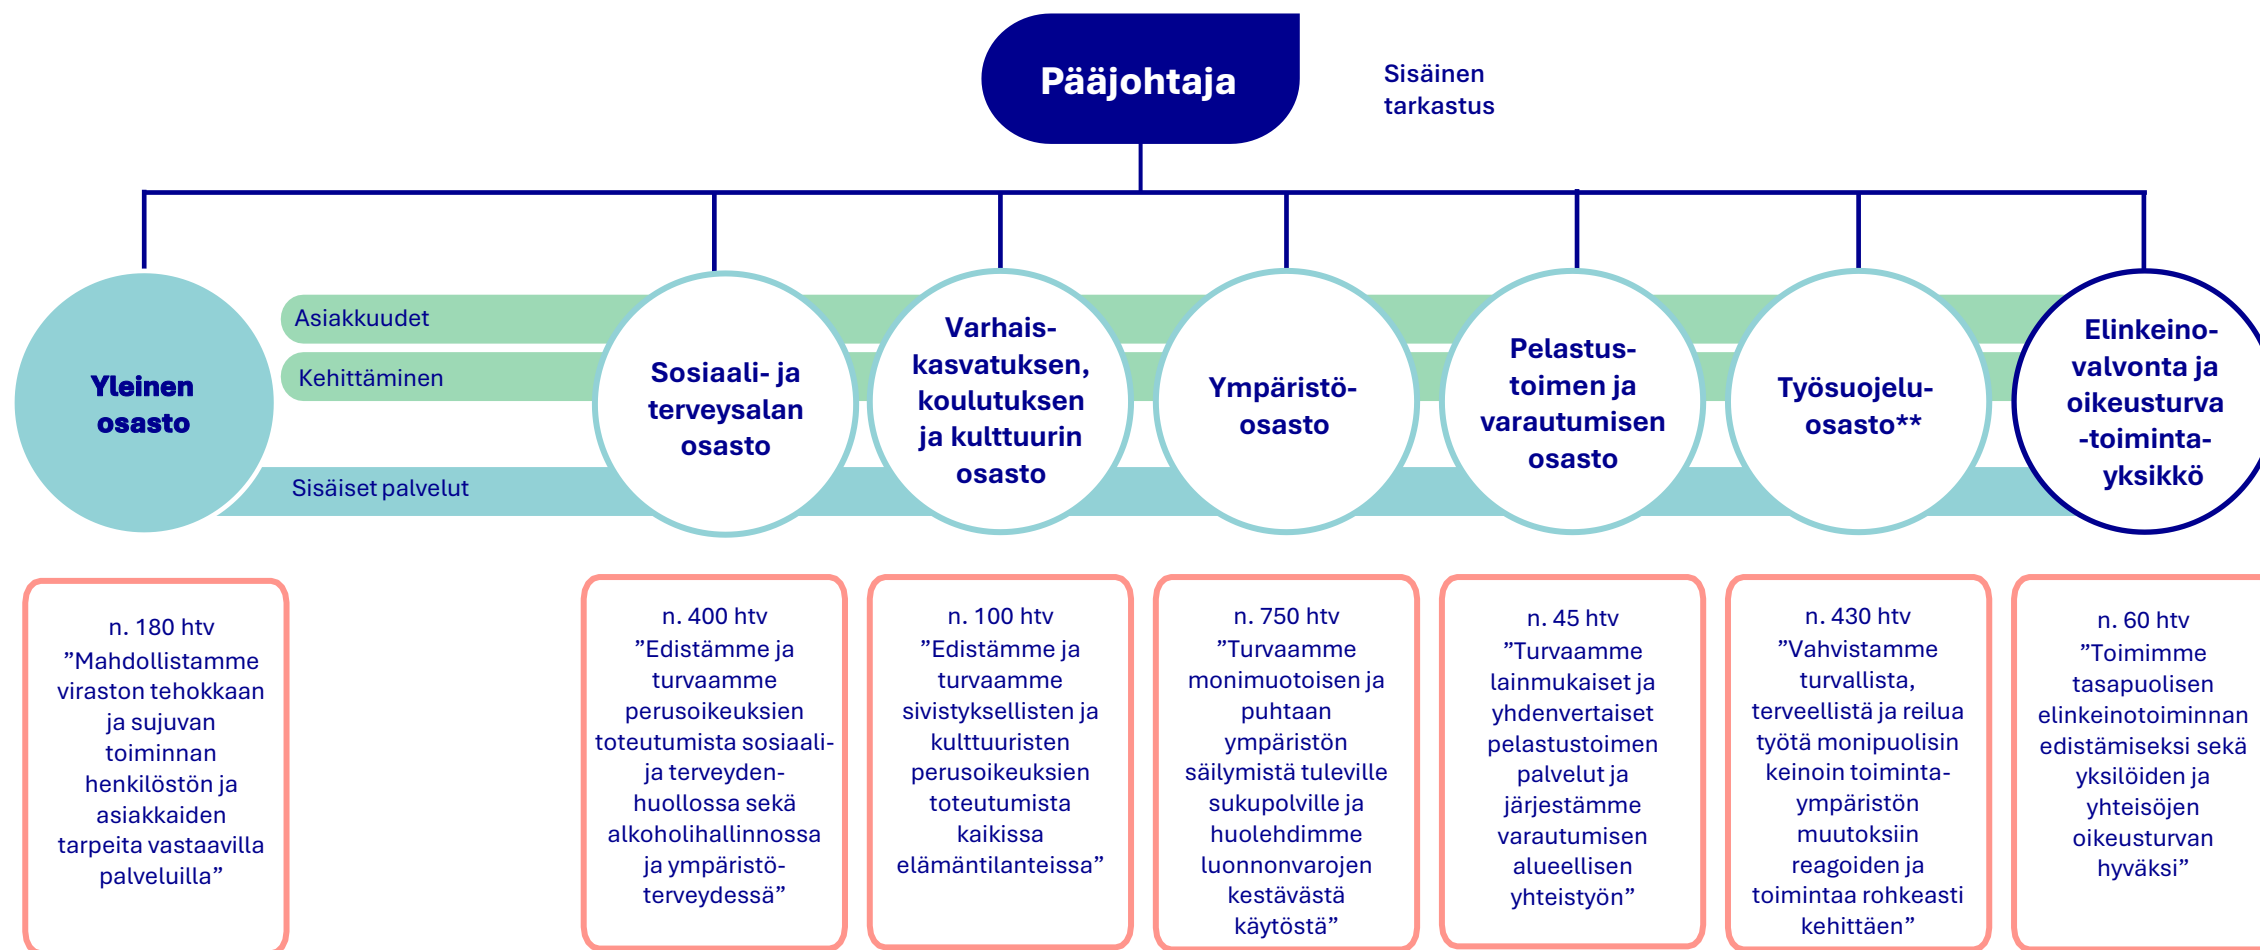 Pääjohtaja
Sisäinen
tarkastus
Asiakkuudet
Kehittäminen
Sisäiset palvelut
Yleinen
osasto
Sosiaali- ja
terveysalan
osasto
Varhais-
kasvatuksen,
koulutuksen
ja kulttuurin
osasto
Ympäristö-
osasto
Pelastus-
toimen ja
varautumisen
osasto
Työsuojelu-
osasto**
Elinkeino-
valvonta ja
oikeusturva
-toiminta-
yksikkö
n. 180 htv
”Mahdollistamme
viraston tehokkaan
ja sujuvan
toiminnan
henkilöstön ja
asiakkaiden
tarpeita vastaavilla
palveluilla”
n. 400 htv
”Edistämme ja
turvaamme
perusoikeuksien
toteutumista sosiaali-
ja terveyden-
huollossa sekä
alkoholihallinnossa
ja ympäristö-
terveydessä”
n. 100 htv
”Edistämme ja
turvaamme
sivistyksellisten ja
kulttuuristen
perusoikeuksien
toteutumista
kaikissa
elämäntilanteissa”
n. 750 htv
”Turvaamme
monimuotoisen ja
puhtaan
ympäristön
säilymistä tuleville
sukupolville ja
huolehdimme
luonnonvarojen
kestävästä
käytöstä”
n. 45 htv
”Turvaamme
lainmukaiset ja
yhdenvertaiset
pelastustoimen
palvelut ja
järjestämme
varautumisen
alueellisen
yhteistyön”
n. 430 htv
”Vahvistamme
turvallista,
terveellistä ja reilua
työtä monipuolisin
keinoin toiminta-
ympäristön
muutoksiin
reagoiden ja
toimintaa rohkeasti
kehittäen”
n. 60 htv
”Toimimme
tasapuolisen
elinkeinotoiminnan
edistämiseksi sekä
yksilöiden ja
yhteisöjen
oikeusturvan
hyväksi”